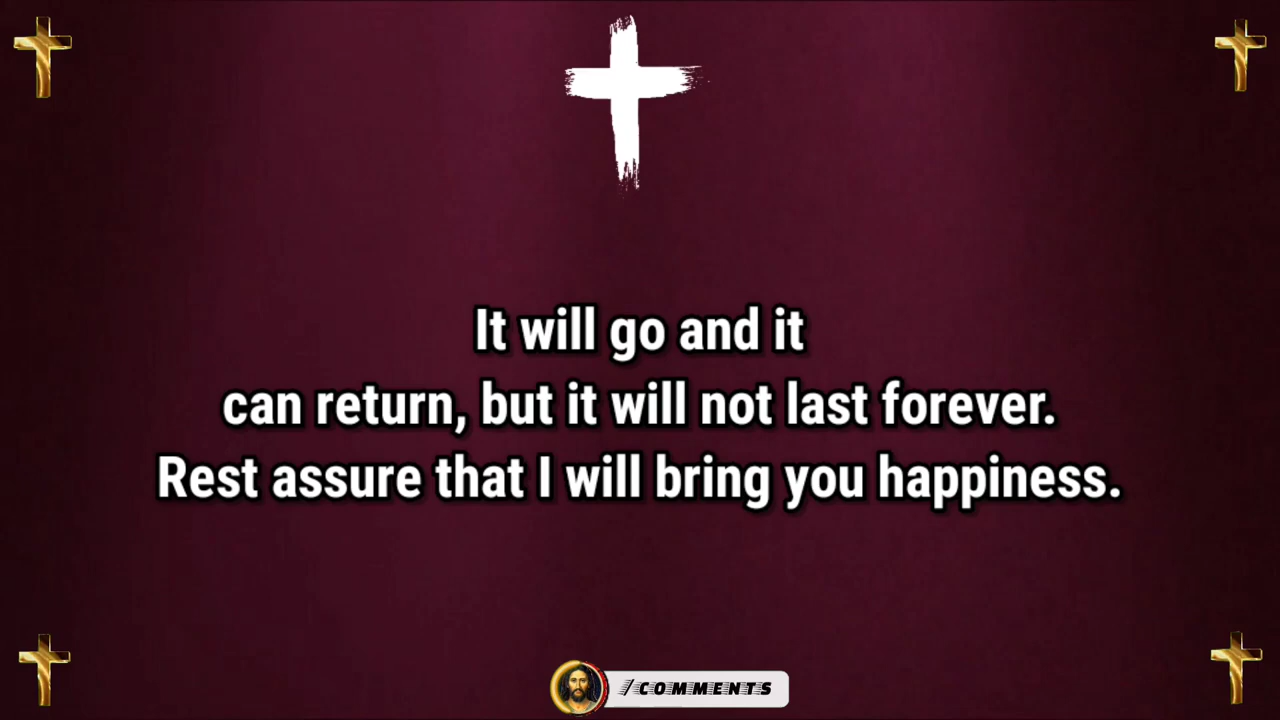 It will go and it
can return, but it will not last forever.
Rest assure that I will bring you happiness.
/COMMENTS